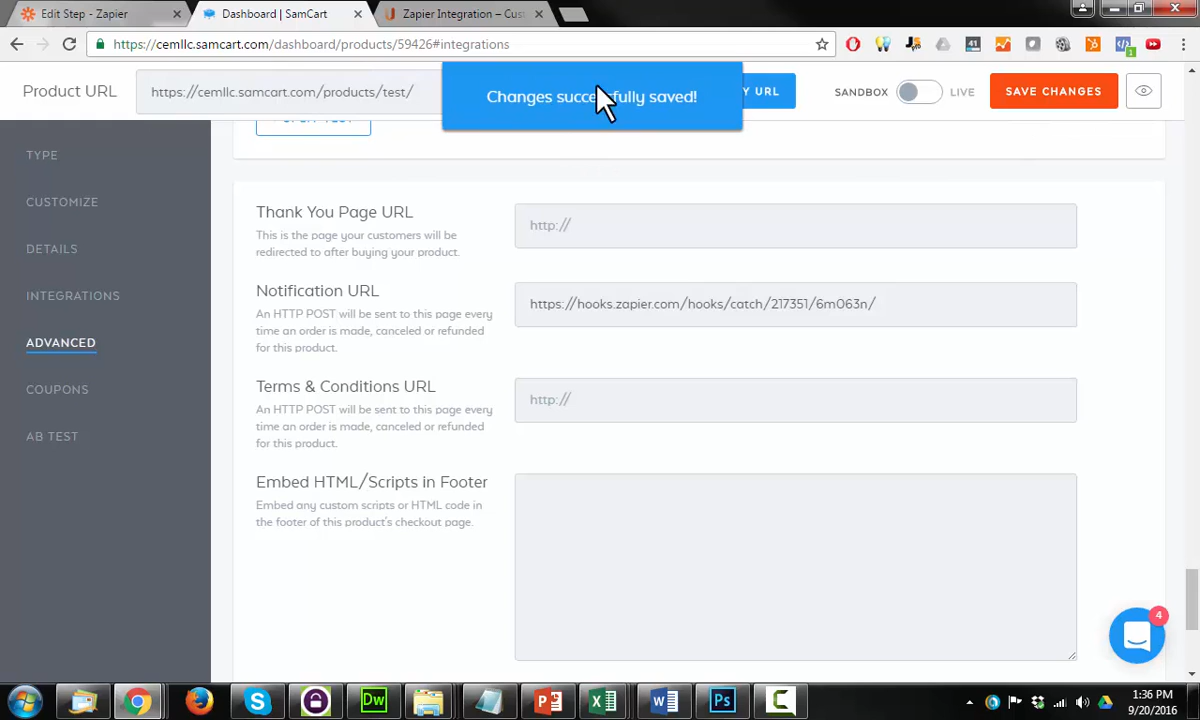 Edit Step - Zapier
Dashboard | SamCart
Zapier Integration – Cus
https://cemllc.samcart.com/dashboard/products/59426#integrations
41
1
Product URL
https://cemllc.samcart.com/products/test/
Changes successfully saved!
Y URL
SANDBOX
LIVE
SAVE CHANGES
TYPE
CUSTOMIZE
DETAILS
INTEGRATIONS
ADVANCED
COUPONS
AB TEST
Thank You Page URL
This is the page your customers will be
redirected to after buying your product.
http://
Notification URL
An HTTP POST will be sent to this page every
time an order is made, canceled or refunded
for this product.
https://hooks.zapier.com/hooks/catch/217351/6m063n/
Terms & Conditions URL
An HTTP POST will be sent to this page every
time an order is made, canceled or refunded
for this product.
http://
Embed HTML/Scripts in Footer
Embed any custom scripts or HTML code in
the footer of this product's checkout page.
4
Dw
Ps
1:36 PM
9/20/2016